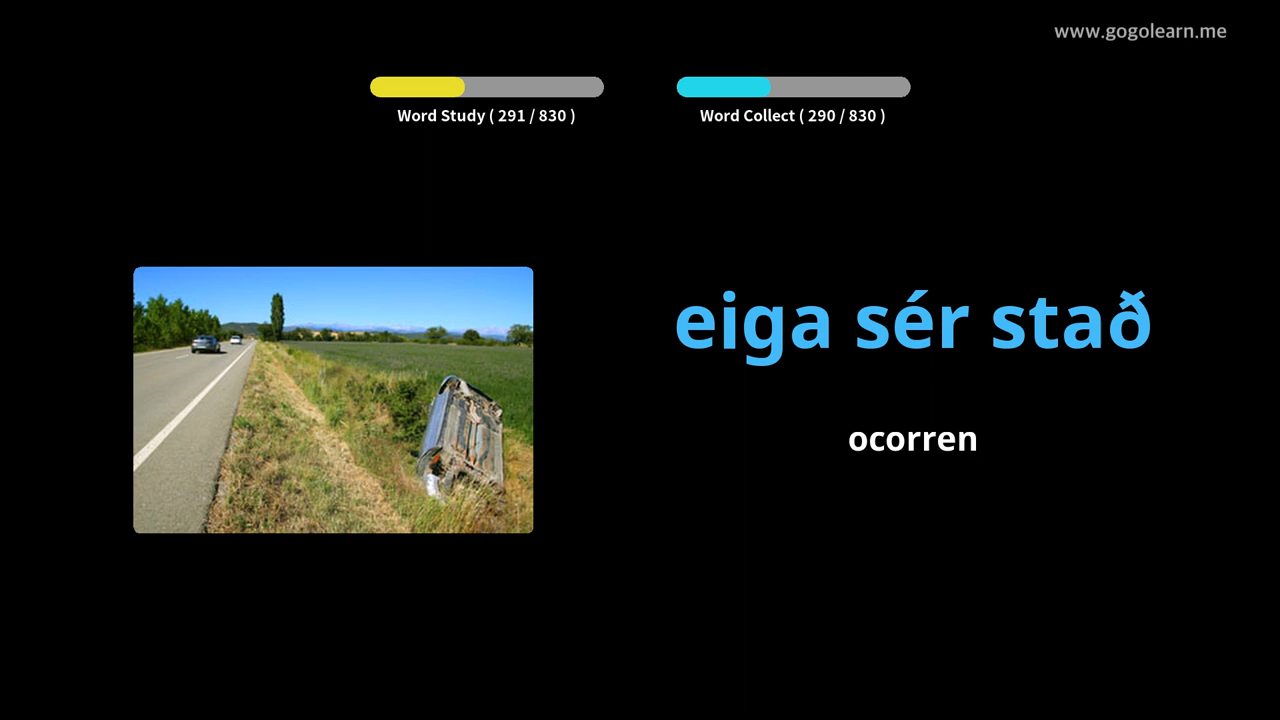 www.gogolearn.me
Word Study ( 291 / 830 )
Word Collect ( 290 / 830 )
eiga sér stað
ocorren